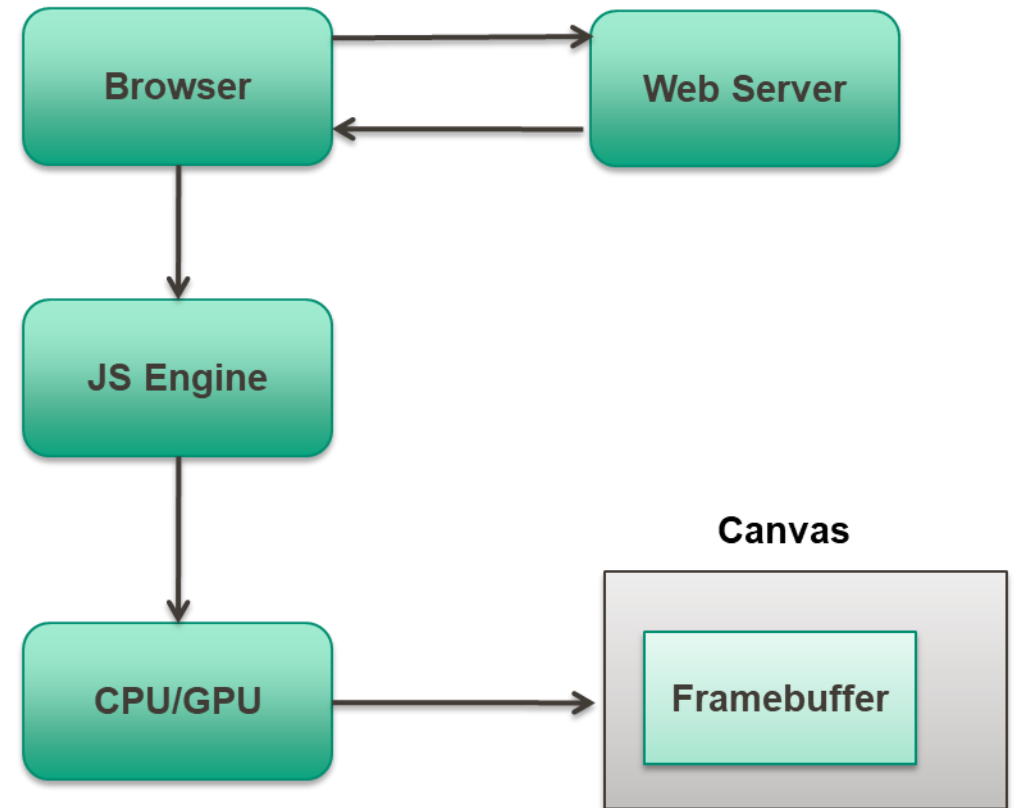 Browser
Web Server
JS Engine
Canvas
CPU/GPU
Framebuffer